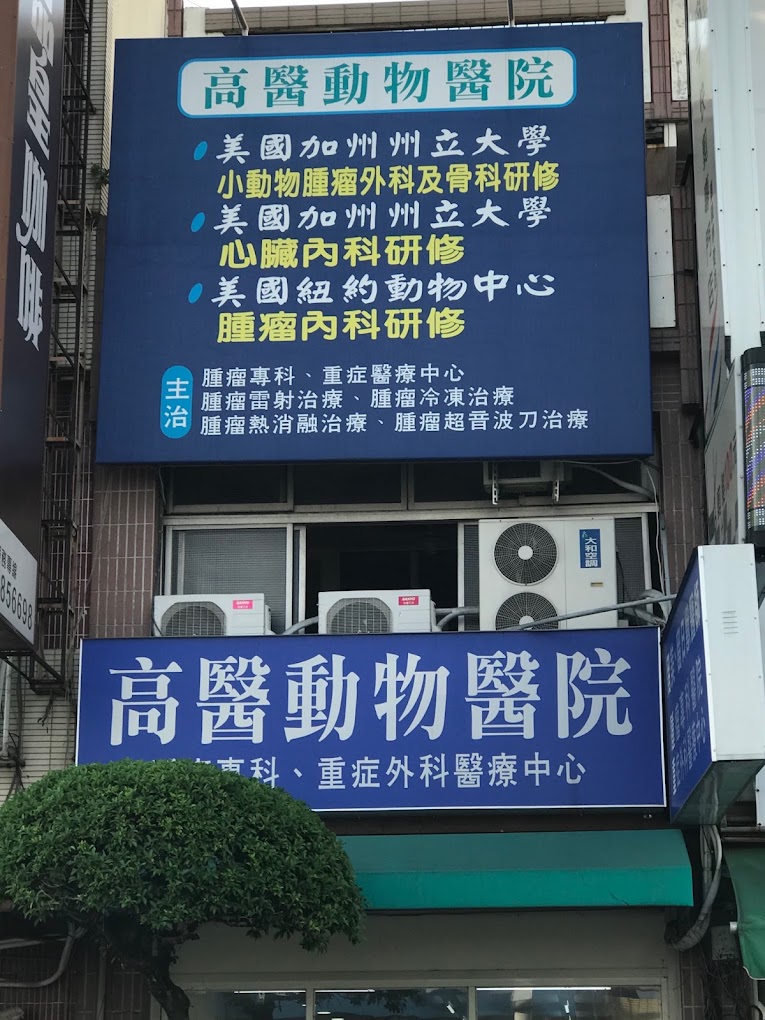 高醫動物醫院
美國加州州立大學
小動物腫瘤外科及骨科研修
美國加州州立大學
心臟內科研修
美國紐約動物中心
腫瘤內科研修
主治
腫瘤專科、重症醫療中心
腫瘤雷射治療、腫瘤冷凍治療
腫瘤熱消融治療、腫瘤超音波刀治療
大和空調
高醫動物醫院
專科、重症外科醫療中心
咖啡
856698